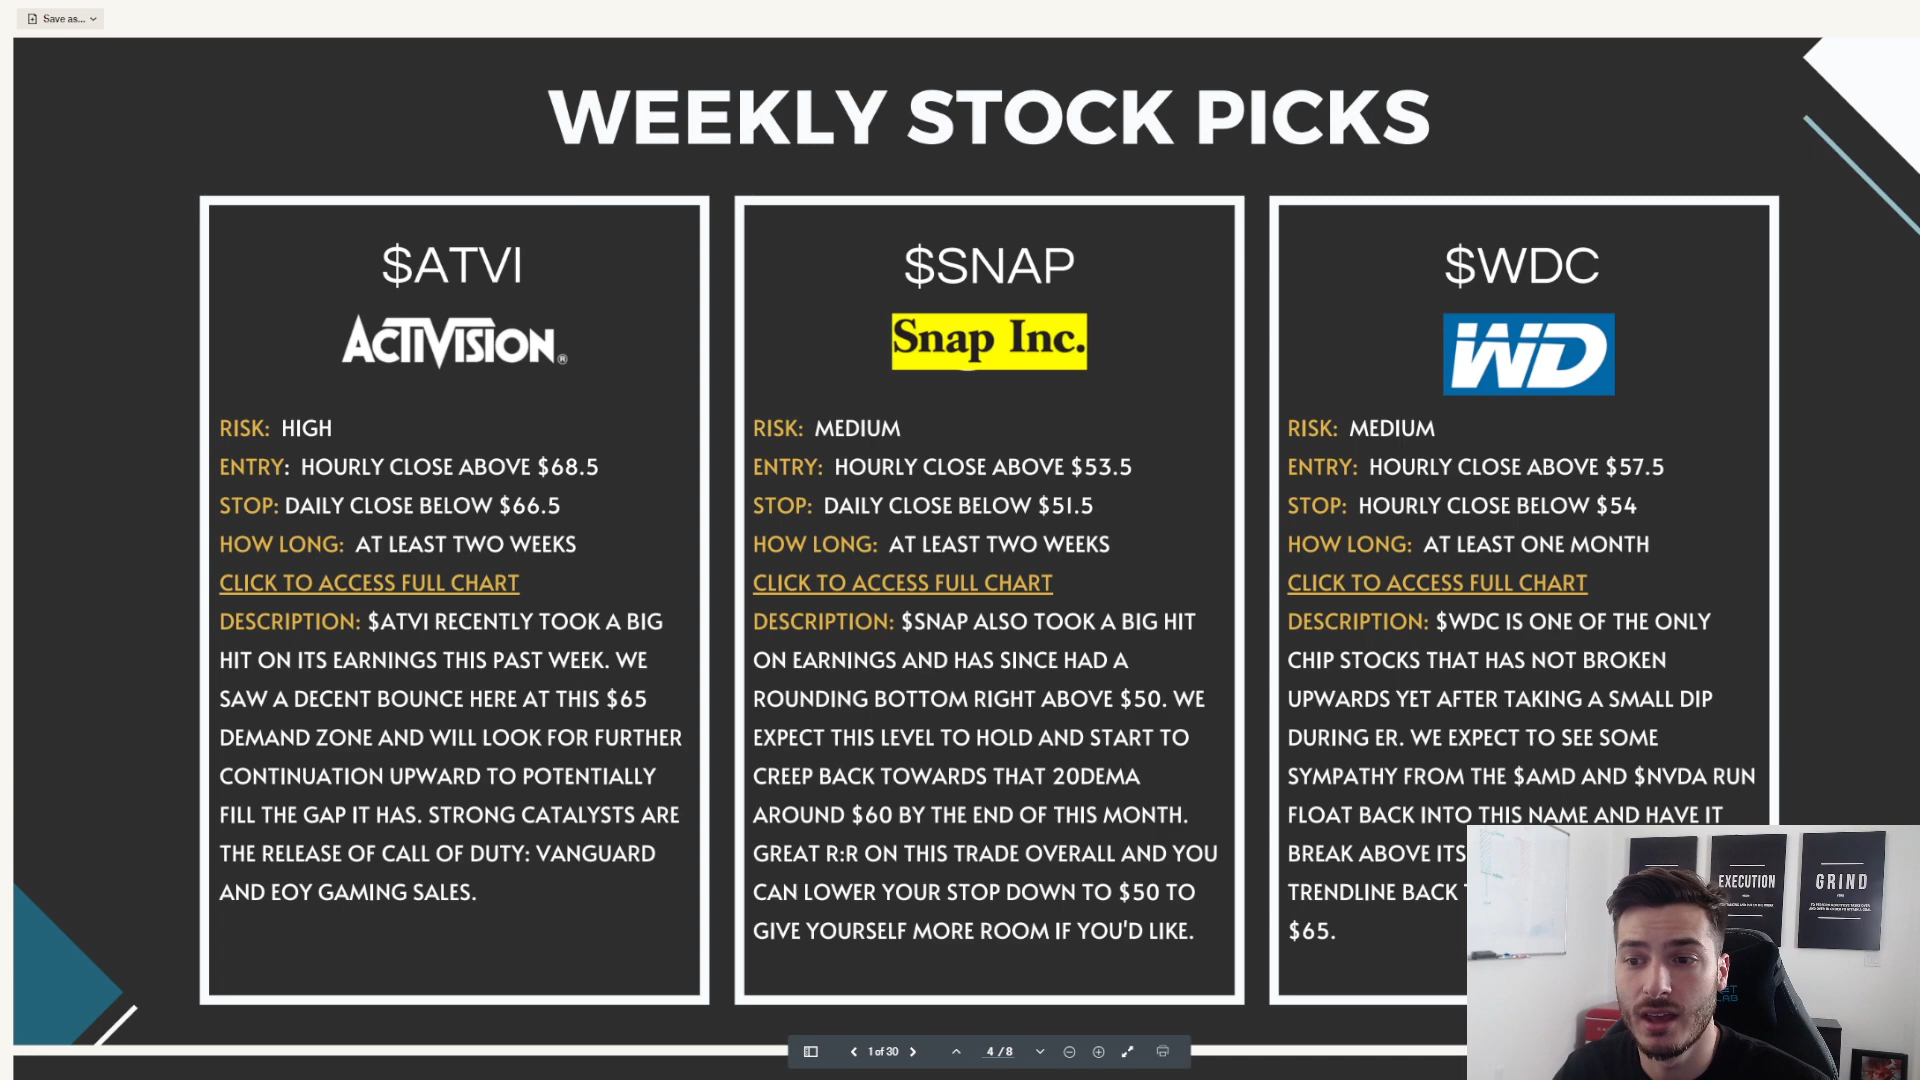 Save as...
WEEKLY STOCK PICKS
$ATVI
ACTIVISION®
RISK: HIGH
ENTRY: HOURLY CLOSE ABOVE $68.5
STOP: DAILY CLOSE BELOW $66.5
HOW LONG: AT LEAST TWO WEEKS
CLICK TO ACCESS FULL CHART
DESCRIPTION: $ATVI RECENTLY TOOK A BIG
HIT ON ITS EARNINGS THIS PAST WEEK. WE
SAW A DECENT BOUNCE HERE AT THIS $65
DEMAND ZONE AND WILL LOOK FOR FURTHER
CONTINUATION UPWARD TO POTENTIALLY
FILL THE GAP IT HAS. STRONG CATALYSTS ARE
THE RELEASE OF CALL OF DUTY: VANGUARD
AND EOY GAMING SALES.
$SNAP
Snap Inc.
RISK: MEDIUM
ENTRY: HOURLY CLOSE ABOVE $53.5
STOP: DAILY CLOSE BELOW $51.5
HOW LONG: AT LEAST TWO WEEKS
CLICK TO ACCESS FULL CHART
DESCRIPTION: $SNAP ALSO TOOK A BIG HIT
ON EARNINGS AND HAS SINCE HAD A
ROUNDING BOTTOM RIGHT ABOVE $50. WE
EXPECT THIS LEVEL TO HOLD AND START TO
CREEP BACK TOWARDS THAT 20DEMA
AROUND $60 BY THE END OF THIS MONTH.
GREAT R:R ON THIS TRADE OVERALL AND YOU
CAN LOWER YOUR STOP DOWN TO $50 TO
GIVE YOURSELF MORE ROOM IF YOU'D LIKE.
$WDC
WD
RISK: MEDIUM
ENTRY: HOURLY CLOSE ABOVE $57.5
STOP: HOURLY CLOSE BELOW $54
HOW LONG: AT LEAST ONE MONTH
CLICK TO ACCESS FULL CHART
DESCRIPTION: $WDC IS ONE OF THE ONLY
CHIP STOCKS THAT HAS NOT BROKEN
UPWARDS YET AFTER TAKING A SMALL DIP
DURING ER. WE EXPECT TO SEE SOME
SYMPATHY FROM THE $AMD AND $NVDA RUN
FLOAT BACK INTO THIS NAME AND HAVE IT
BREAK ABOVE ITS
TRENDLINE BACK
$65.
EXECUTION
GRIND
1 of 30
4 / 8